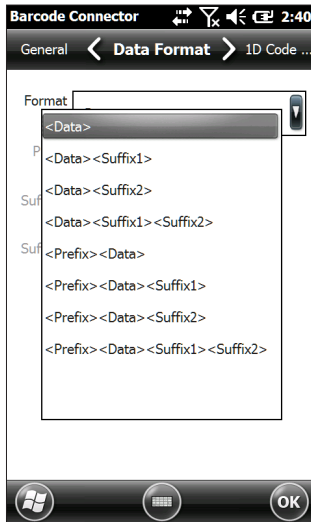 Barcode Connector 2:40
General Data Format 1D Code ...
Format
<Data>
<Data><Suffix1>
<Data><Suffix2>
<Data><Suffix1><Suffix2>
<Prefix><Data>
<Prefix><Data><Suffix1>
<Prefix><Data><Suffix2>
<Prefix><Data><Suffix1><Suffix2>
OK